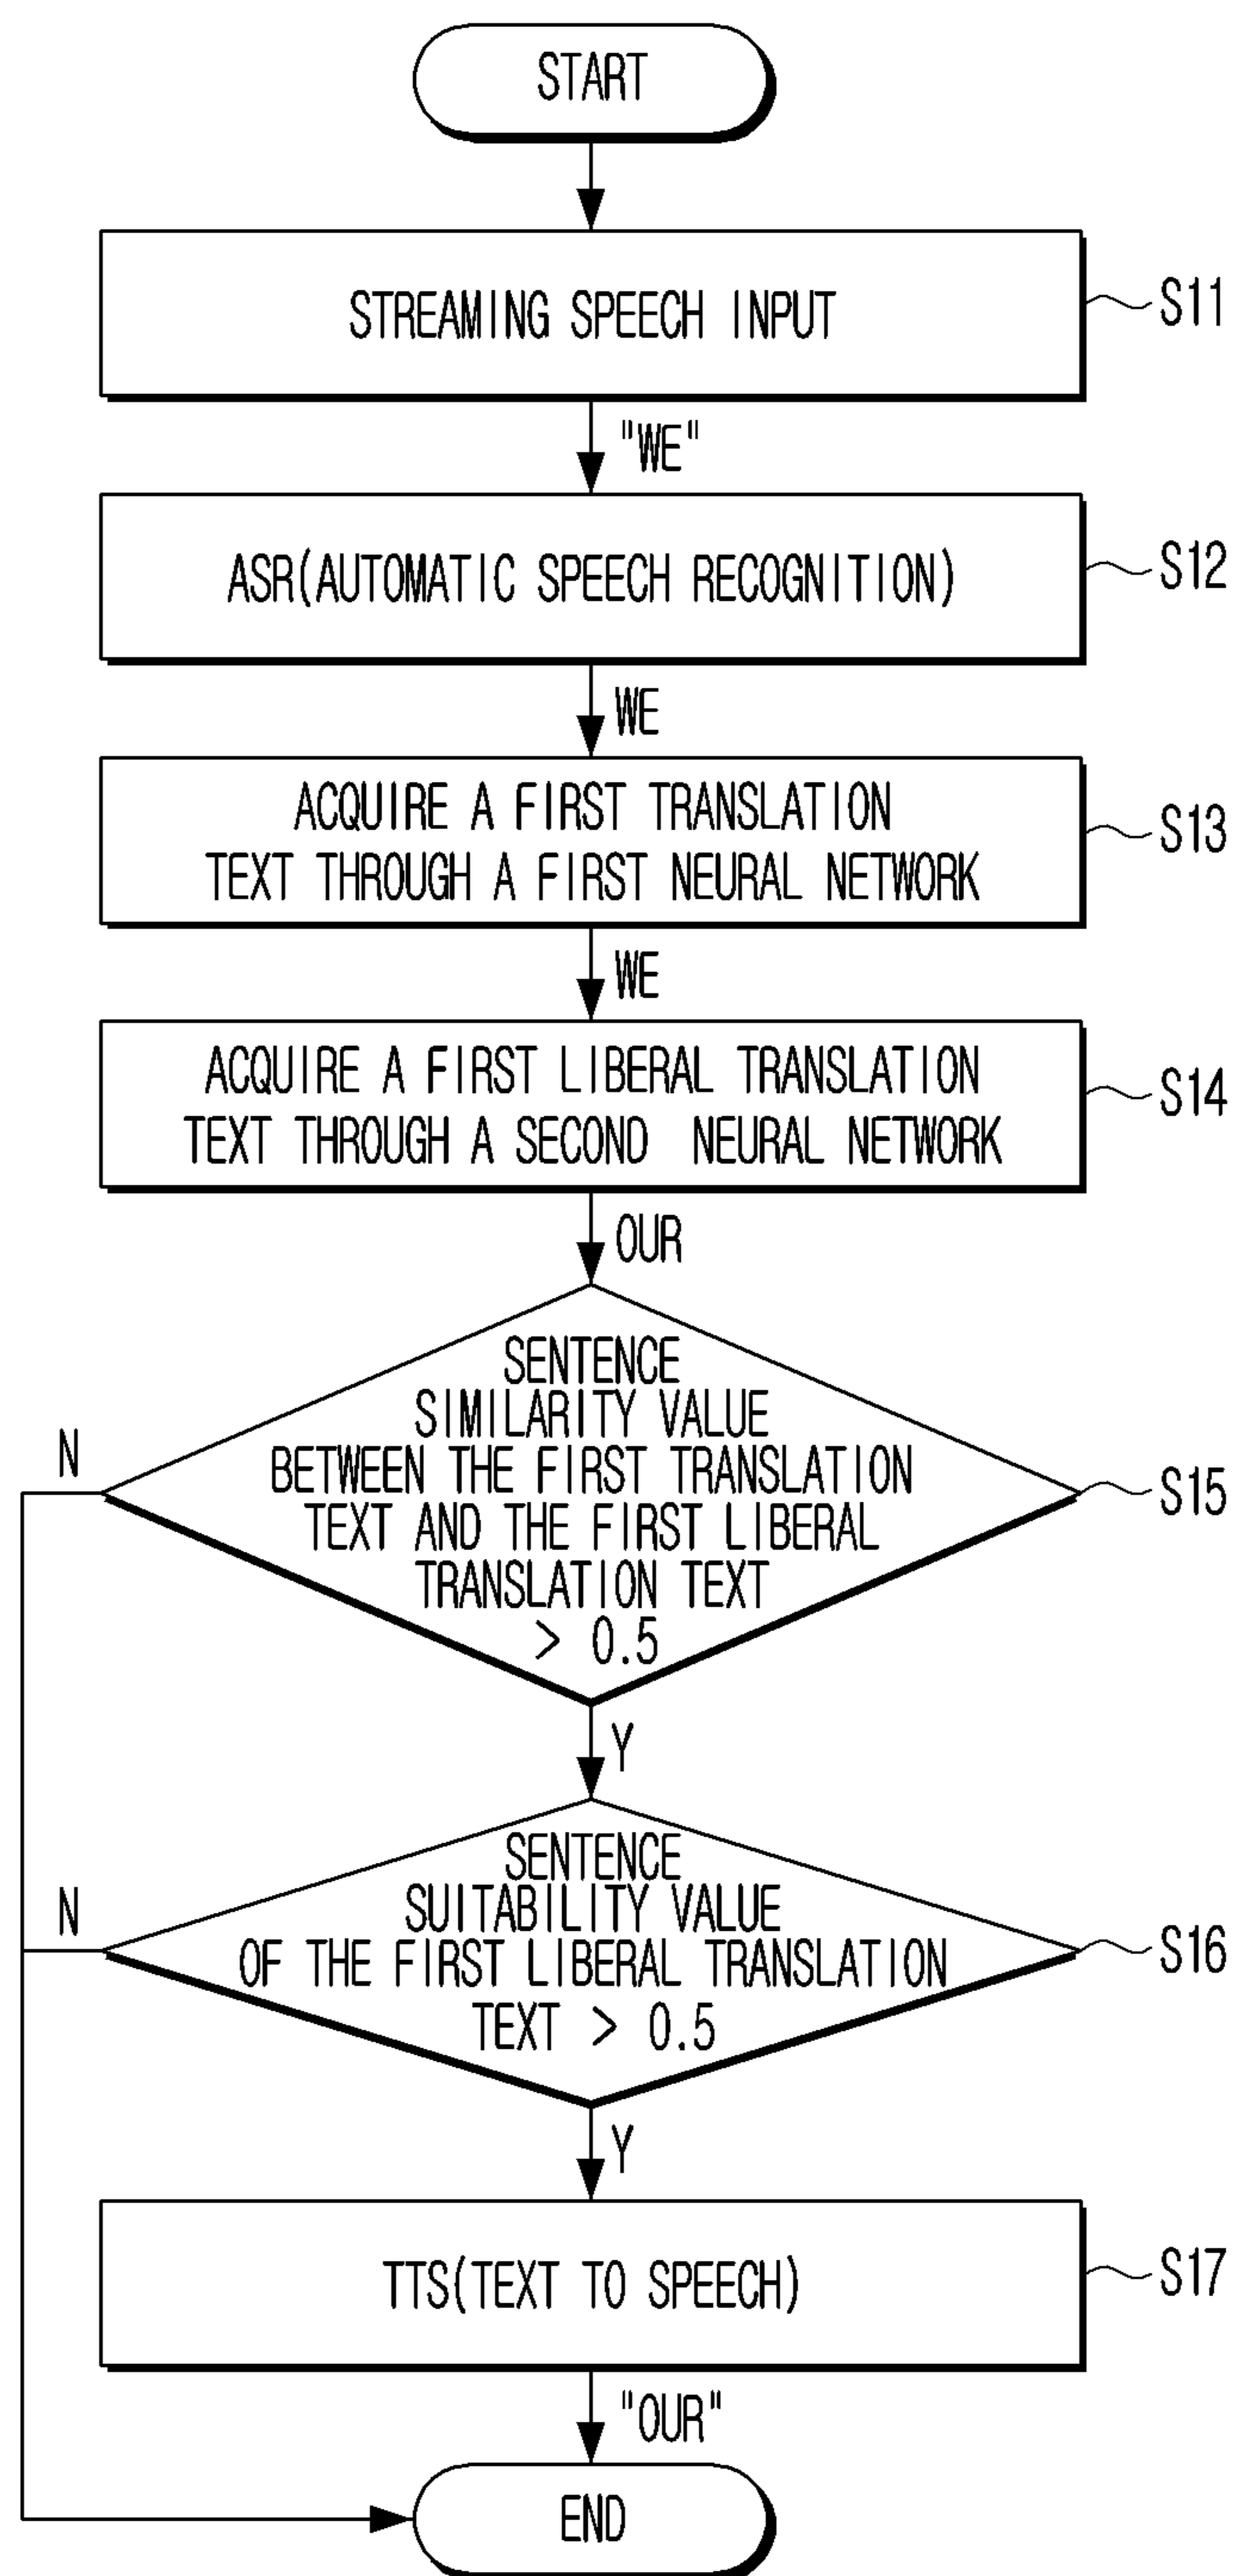 START
STREAMING SPEECH INPUT
S11
"WE"
ASR(AUTOMATIC SPEECH RECOGNITION)
S12
WE
ACQUIRE A FIRST TRANSLATION
TEXT THROUGH A FIRST NEURAL NETWORK
S13
WE
ACQUIRE A FIRST LIBERAL TRANSLATION
TEXT THROUGH A SECOND NEURAL NETWORK
S14
OUR
SENTENCE
SIMILARITY VALUE
BETWEEN THE FIRST TRANSLATION
TEXT AND THE FIRST LIBERAL
TRANSLATION TEXT
> 0.5
N
S15
Y
SENTENCE
SUITABILITY VALUE
OF THE FIRST LIBERAL TRANSLATION
TEXT > 0.5
N
S16
Y
TTS(TEXT TO SPEECH)
S17
"OUR"
END